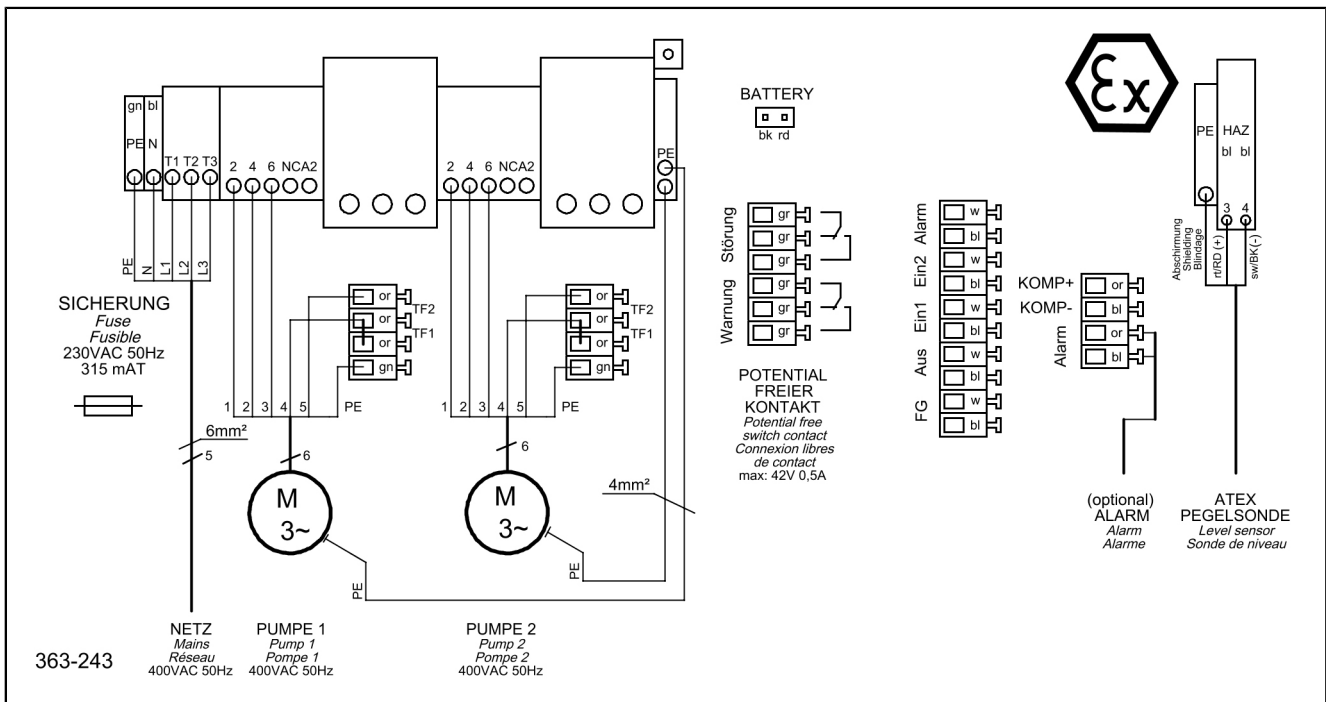 gn bl
PE N
T1 T2 T3
2 4 6 NCA2
2 4 6 NCA2
PE
PE
N
L1
L2
L3
SICHERUNG
Fuse
Fusible
230VAC 50Hz
315 mAT
6mm²
5
or
or
or
gn
TF2
TF1
1 2 3 4 5 PE
6
M
3~
PE
or
or
or
gn
TF2
TF1
1 2 3 4 5 PE
6
M
3~
PE
4mm²
NETZ
Mains
Réseau
400VAC 50Hz
PUMPE 1
Pump 1
Pompe 1
400VAC 50Hz
PUMPE 2
Pump 2
Pompe 2
400VAC 50Hz
363-243
BATTERY
bk rd
Störung
gr
gr
gr
Warnung
gr
gr
gr
POTENTIAL
FREIER
KONTAKT
Potential free
switch contact
Connexion libres
de contact
max: 42V 0,5A
Alarm
w
bl
Ein2
w
bl
Ein1
w
bl
Aus
w
bl
FG
w
bl
KOMP+ or
KOMP- bl
Alarm
or
bl
(optional)
ALARM
Alarm
Alarme
εx
PE
HAZ
bl bl
3 4
Abschirmung
Shielding
Blindage
rt/RD (+)
sw/BK(-)
ATEX
PEGELSONDE
Level sensor
Sonde de niveau